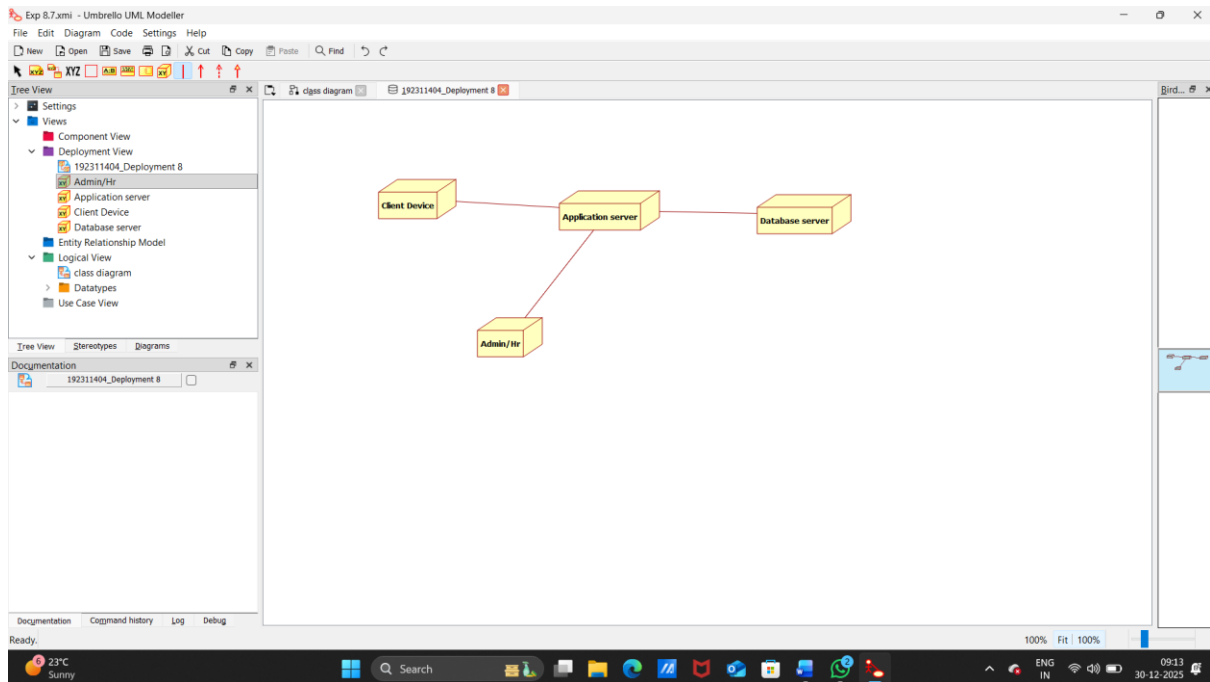 Exp 8.7.xmi - Umbrello UML Modeller
File Edit Diagram Code Settings Help
New Open Save Cut Copy Paste Find
XYZ
Tree View
class diagram 192311404_Deployment 8
Bird...
Settings
Views
Component View
Deployment View
192311404_Deployment 8
Admin/Hr
Application server
Client Device
Database server
Entity Relationship Model
Logical View
class diagram
Datatypes
Use Case View
Tree View Stereotypes Diagrams
Documentation
192311404_Deployment 8
Client Device
Application server
Database server
Admin/Hr
Documentation Command history Log Debug
Ready.
100% Fit 100%
6 23°C
Sunny
Search
2
ENG
IN
09:13
30-12-2025